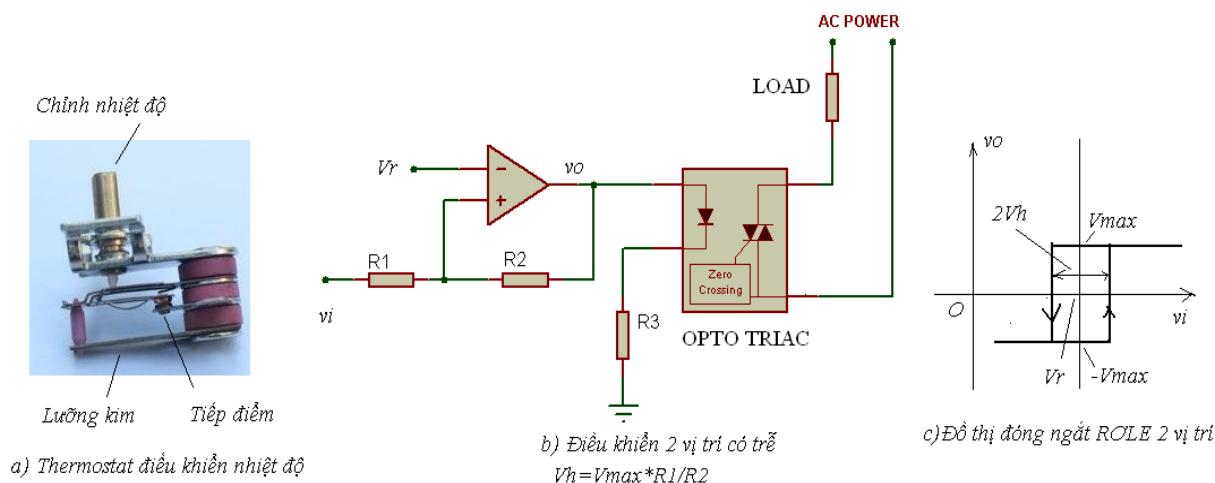 Chỉnh nhiệt độ
Lưỡng kim
Tiếp điểm
a) Thermostat điều khiển nhiệt độ
AC POWER
LOAD
Vr
vo
-
+
R1
R2
vi
R3
Zero
Crossing
OPTO TRIAC
b) Điều khiển 2 vị trí có trễ
Vh=Vmax*R1/R2
vo
2Vh
Vmax
O
vi
Vr
-Vmax
c)Đồ thị đóng ngắt RƠLE 2 vị trí